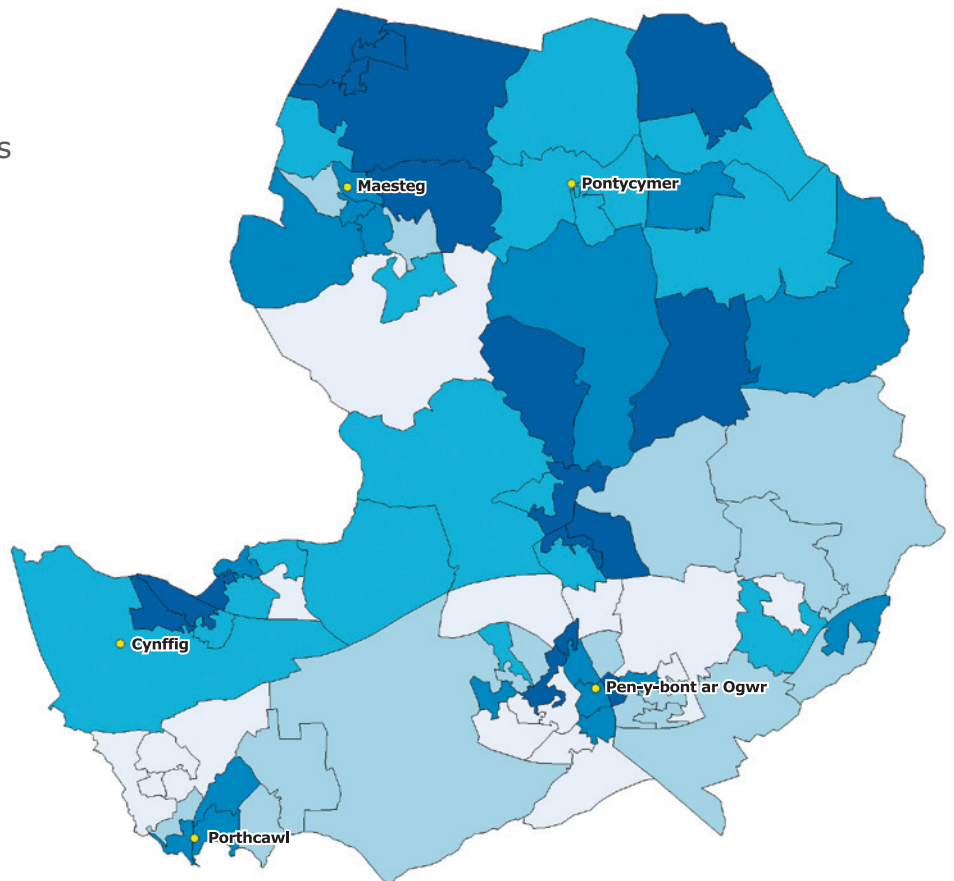 s
Maesteg
Pontycymer
Cynffig
Pen-y-bont ar Ogwr
Porthcawl